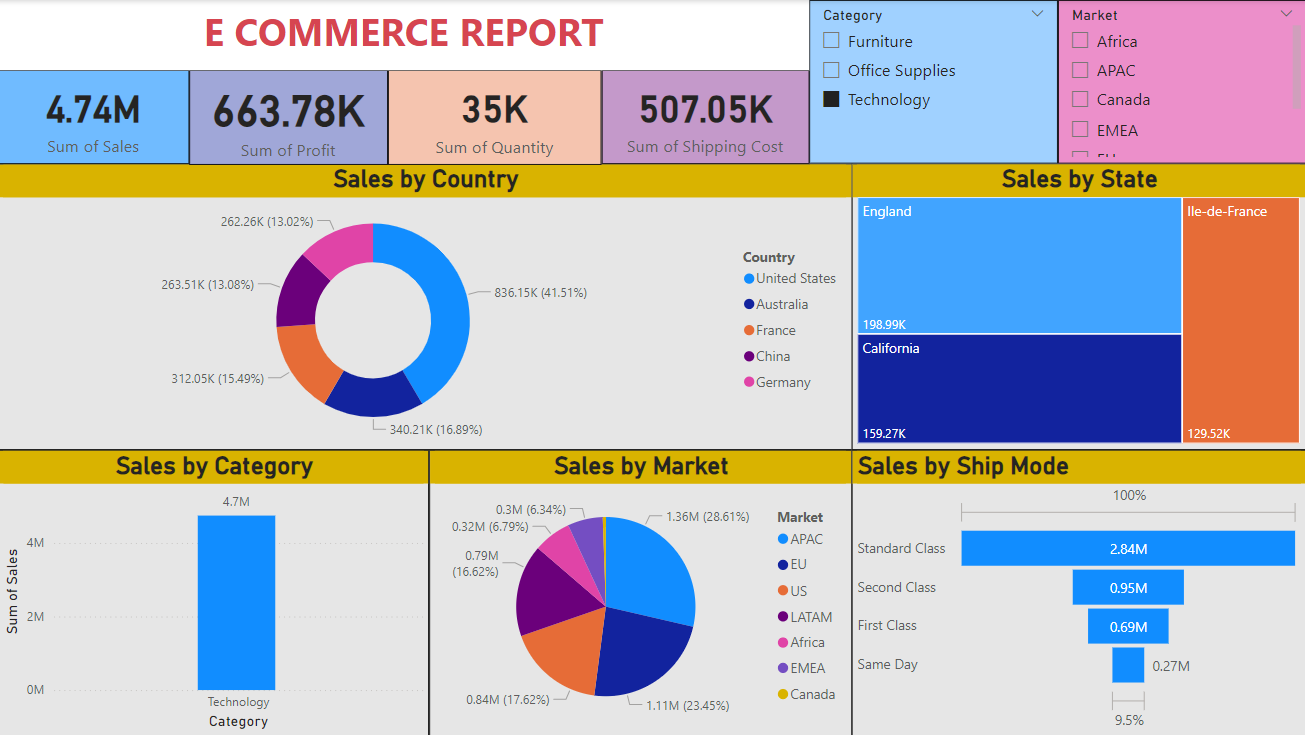 E COMMERCE REPORT
Category
Furniture
Office Supplies
Technology
Market
Africa
APAC
Canada
EMEA
4.74M
Sum of Sales
663.78K
Sum of Profit
35K
Sum of Quantity
507.05K
Sum of Shipping Cost
Sales by Country
262.26K (13.02%)
263.51K (13.08%)
312.05K (15.49%)
340.21K (16.89%)
836.15K (41.51%)
Country
United States
Australia
France
China
Germany
Sales by State
England
198.99K
California
159.27K
Ile-de-France
129.52K
Sales by Category
4.7M
4M
2M
0M
Sum of Sales
Technology
Category
Sales by Market
0.3M (6.34%)
0.32M (6.79%)
0.79M
(16.62%)
0.84M (17.62%)
1.11M (23.45%)
1.36M (28.61%)
Market
APAC
EU
US
LATAM
Africa
EMEA
Canada
Sales by Ship Mode
100%
Standard Class
2.84M
Second Class
0.95M
First Class
0.69M
Same Day
0.27M
9.5%